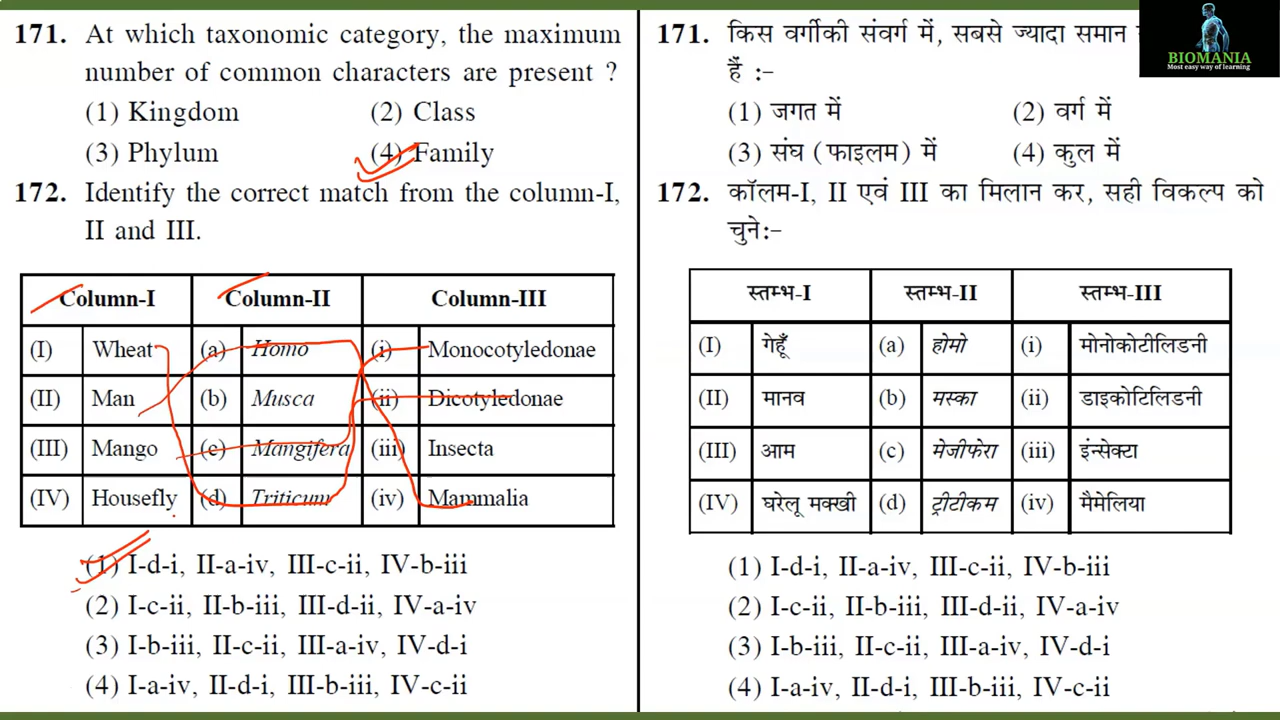 171. At which taxonomic category, the maximum
number of common characters are present ?
(1) Kingdom (2) Class
(3) Phylum (4) Family
172. Identify the correct match from the column-I,
II and III.
Column-I Column-II Column-III
(I) Wheat (a) Homo (i) Monocotyledonae
(II) Man (b) Musca (ii) Dicotyledonae
(III) Mango (c) Mangifera (iii) Insecta
(IV) Housefly (d) Triticum (iv) Mammalia
(1) I-d-i, II-a-iv, III-c-ii, IV-b-iii
(2) I-c-ii, II-b-iii, III-d-ii, IV-a-iv
(3) I-b-iii, II-c-ii, III-a-iv, IV-d-i
(4) I-a-iv, II-d-i, III-b-iii, IV-c-ii
171. किस वर्गीकी संवर्ग में, सबसे ज्यादा समान
हैं :-
(1) जगत में (2) वर्ग में
(3) संघ (फाइलम) में (4) कुल में
172. कॉलम-I, II एवं III का मिलान कर, सही विकल्प को
चुने:-
स्तम्भ-I स्तम्भ-II स्तम्भ-III
(I) गेहूँ (a) होमो (i) मोनोकोटीलिडनी
(II) मानव (b) मस्का (ii) डाइकोटिलिडनी
(III) आम (c) मेंजीफेरा (iii) इंन्सेक्टा
(IV) घरेलू मक्खी (d) ट्रीटीकम (iv) मैमेलिया
(1) I-d-i, II-a-iv, III-c-ii, IV-b-iii
(2) I-c-ii, II-b-iii, III-d-ii, IV-a-iv
(3) I-b-iii, II-c-ii, III-a-iv, IV-d-i
(4) I-a-iv, II-d-i, III-b-iii, IV-c-ii
BIOMANIA
Most easy way of learning